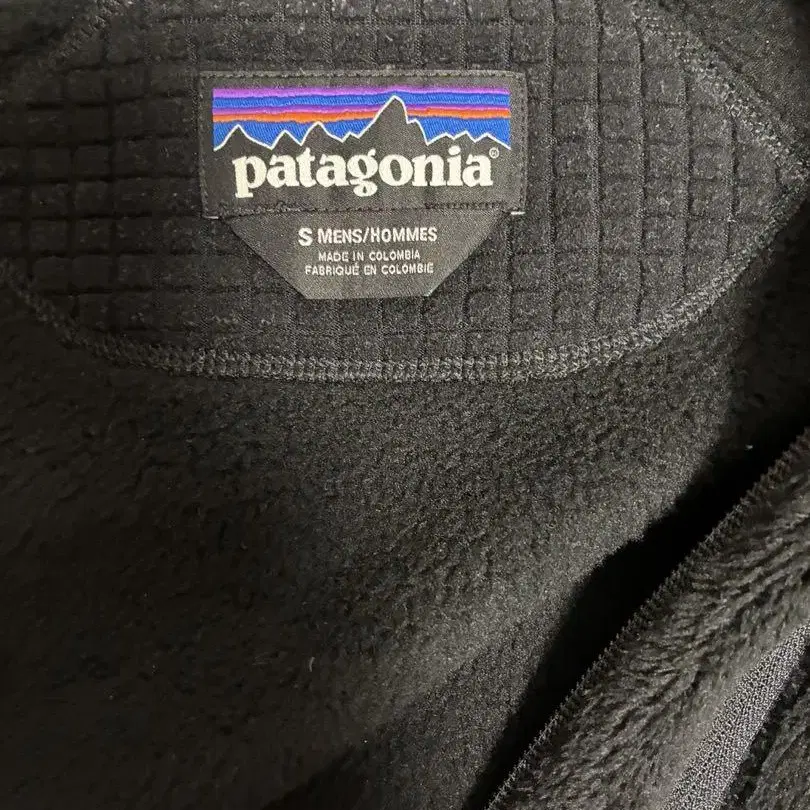 patagonia®
S MENS/HOMMES
MADE IN COLOMBIA
FABRIQUÉ EN COLOMBIE